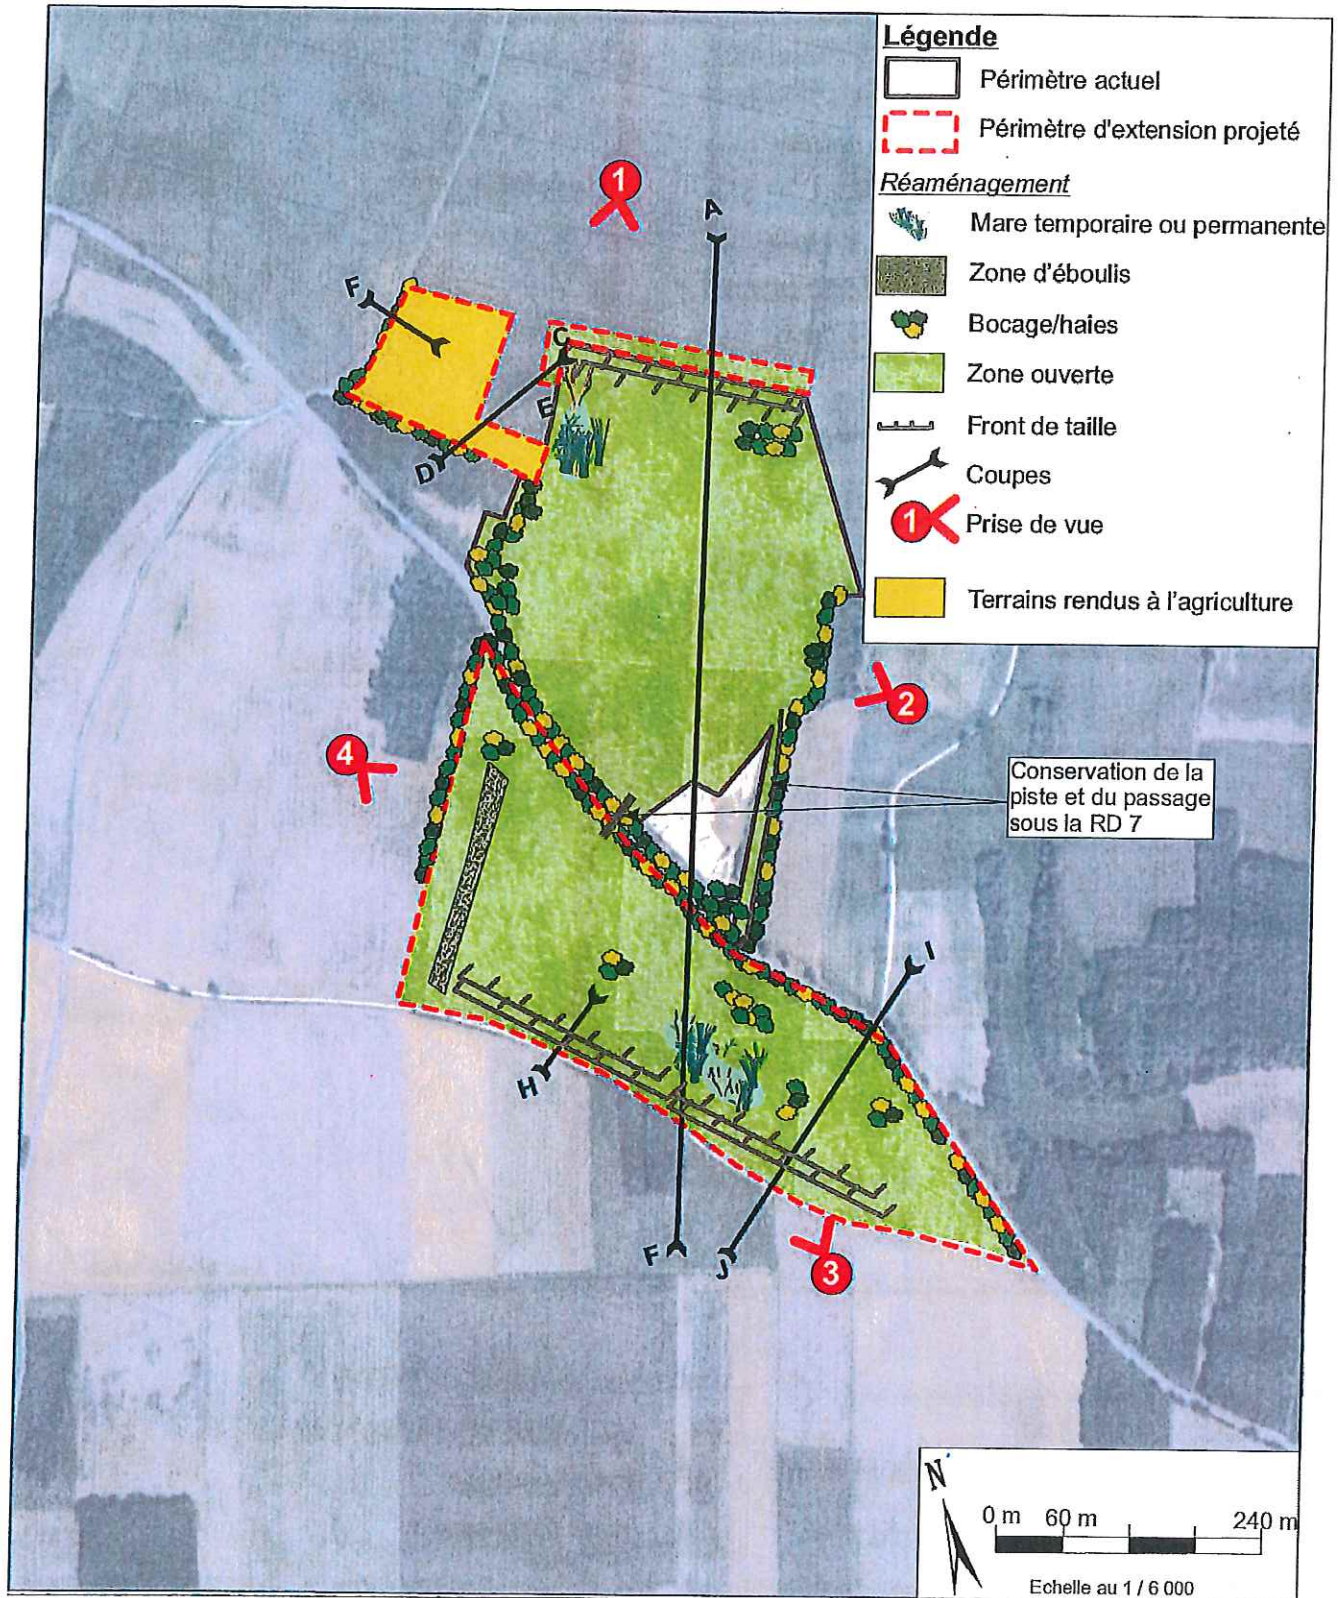 Légende
Périmètre actuel
Périmètre d'extension projeté
Réaménagement
Mare temporaire ou permanente
Zone d'éboulis
Bocage/haies
Zone ouverte
Front de taille
Coupes
1
Prise de vue
Terrains rendus à l'agriculture
1
A
F
C
E
D
2
4
Conservation de la
piste et du passage
sous la RD 7
I
H
F
J
3
N
0 m 60 m 240 m
Echelle au 1 / 6 000